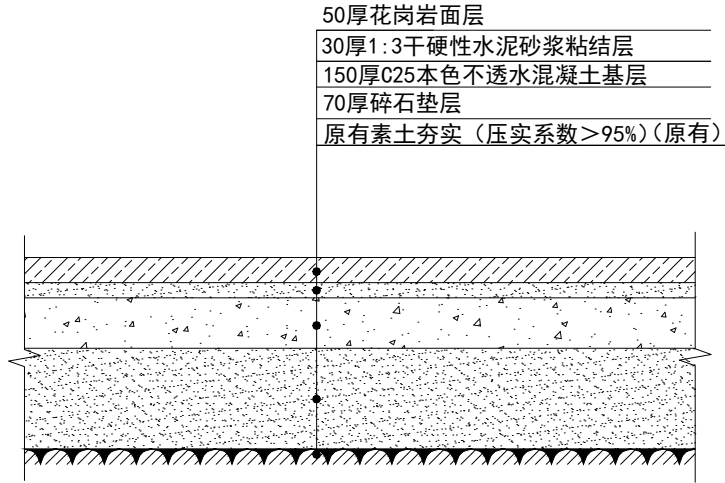 50厚花岗岩面层
30厚1:3干硬性水泥砂浆粘结层
150厚C25本色不透水混凝土基层
70厚碎石垫层
原有素土夯实（压实系数＞95%)(原有)